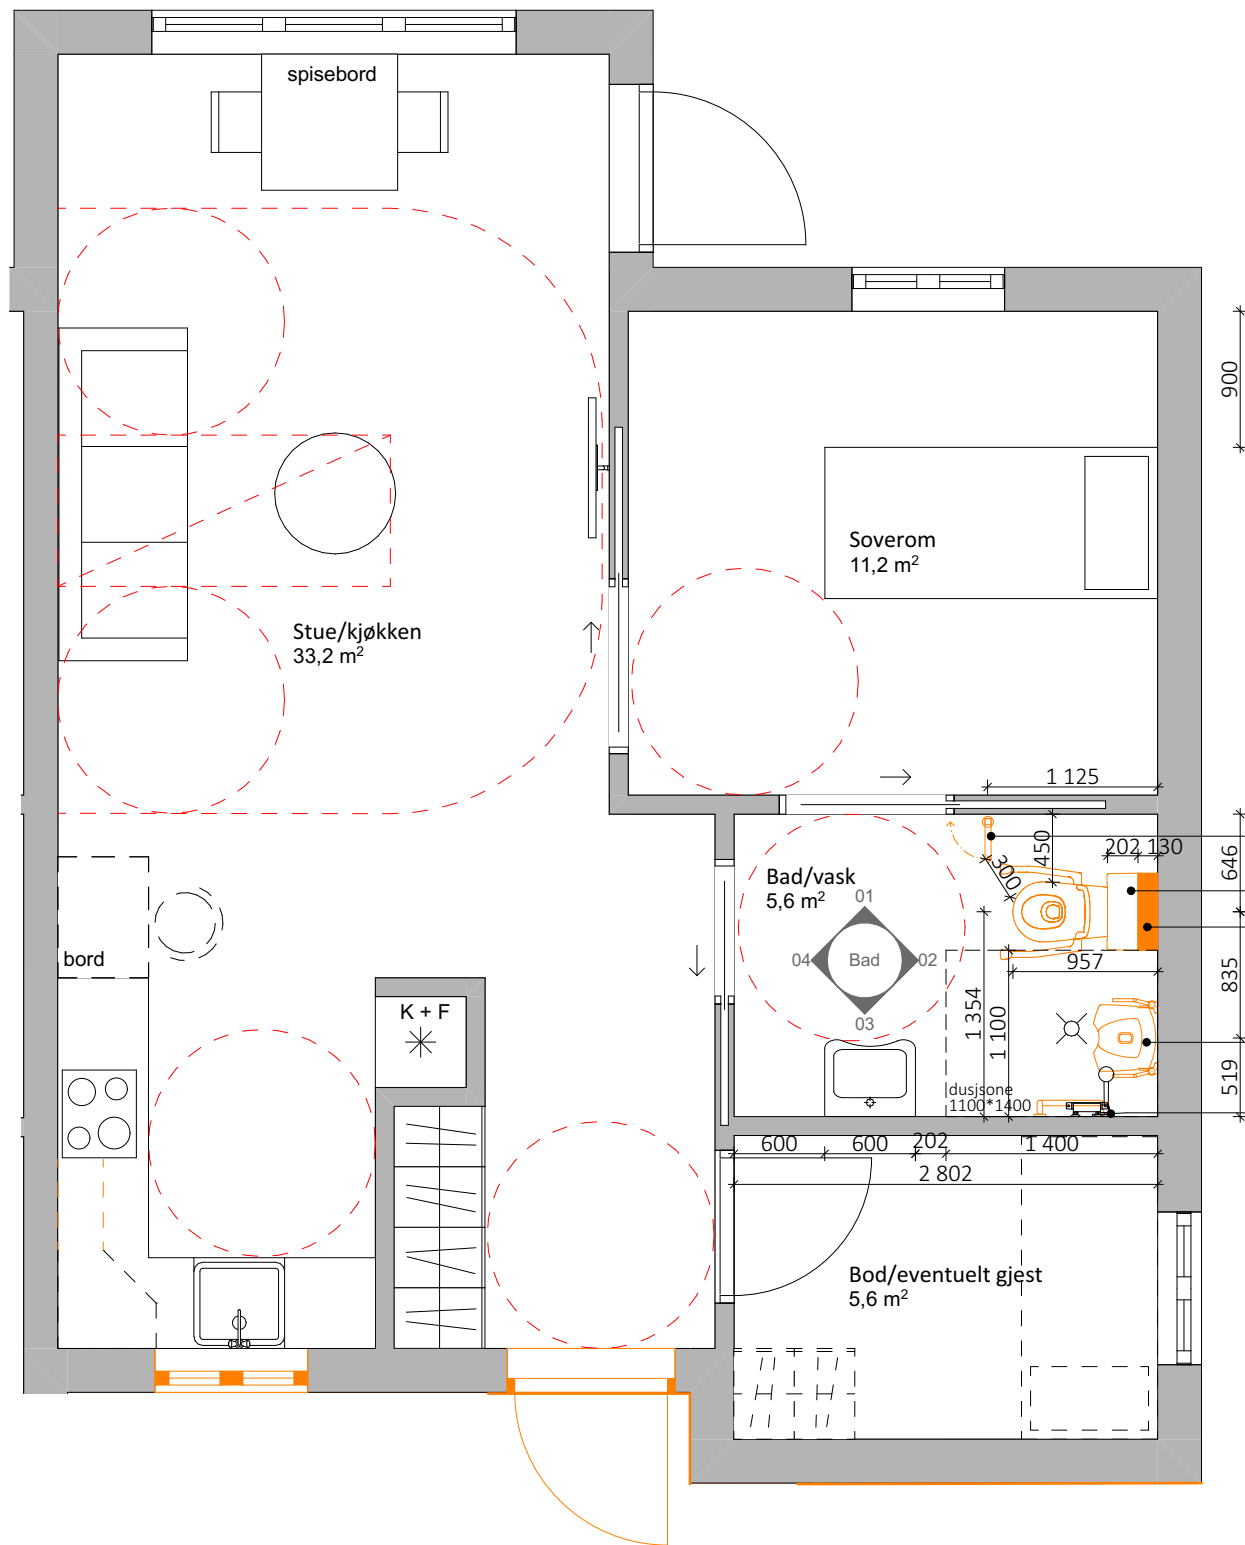 spisebord
900
Soverom
11,2 m²
Stue/kjøkken
33,2 m²
1 125
450
202 130
646
300
Bad/vask
5,6 m²
01
04 Bad 02
03
bord
957
835
K + F
1 354
1 100
519
dusjsone
1100*1400
600 600 202 1 400
2 802
Bod/eventuelt gjest
5,6 m²